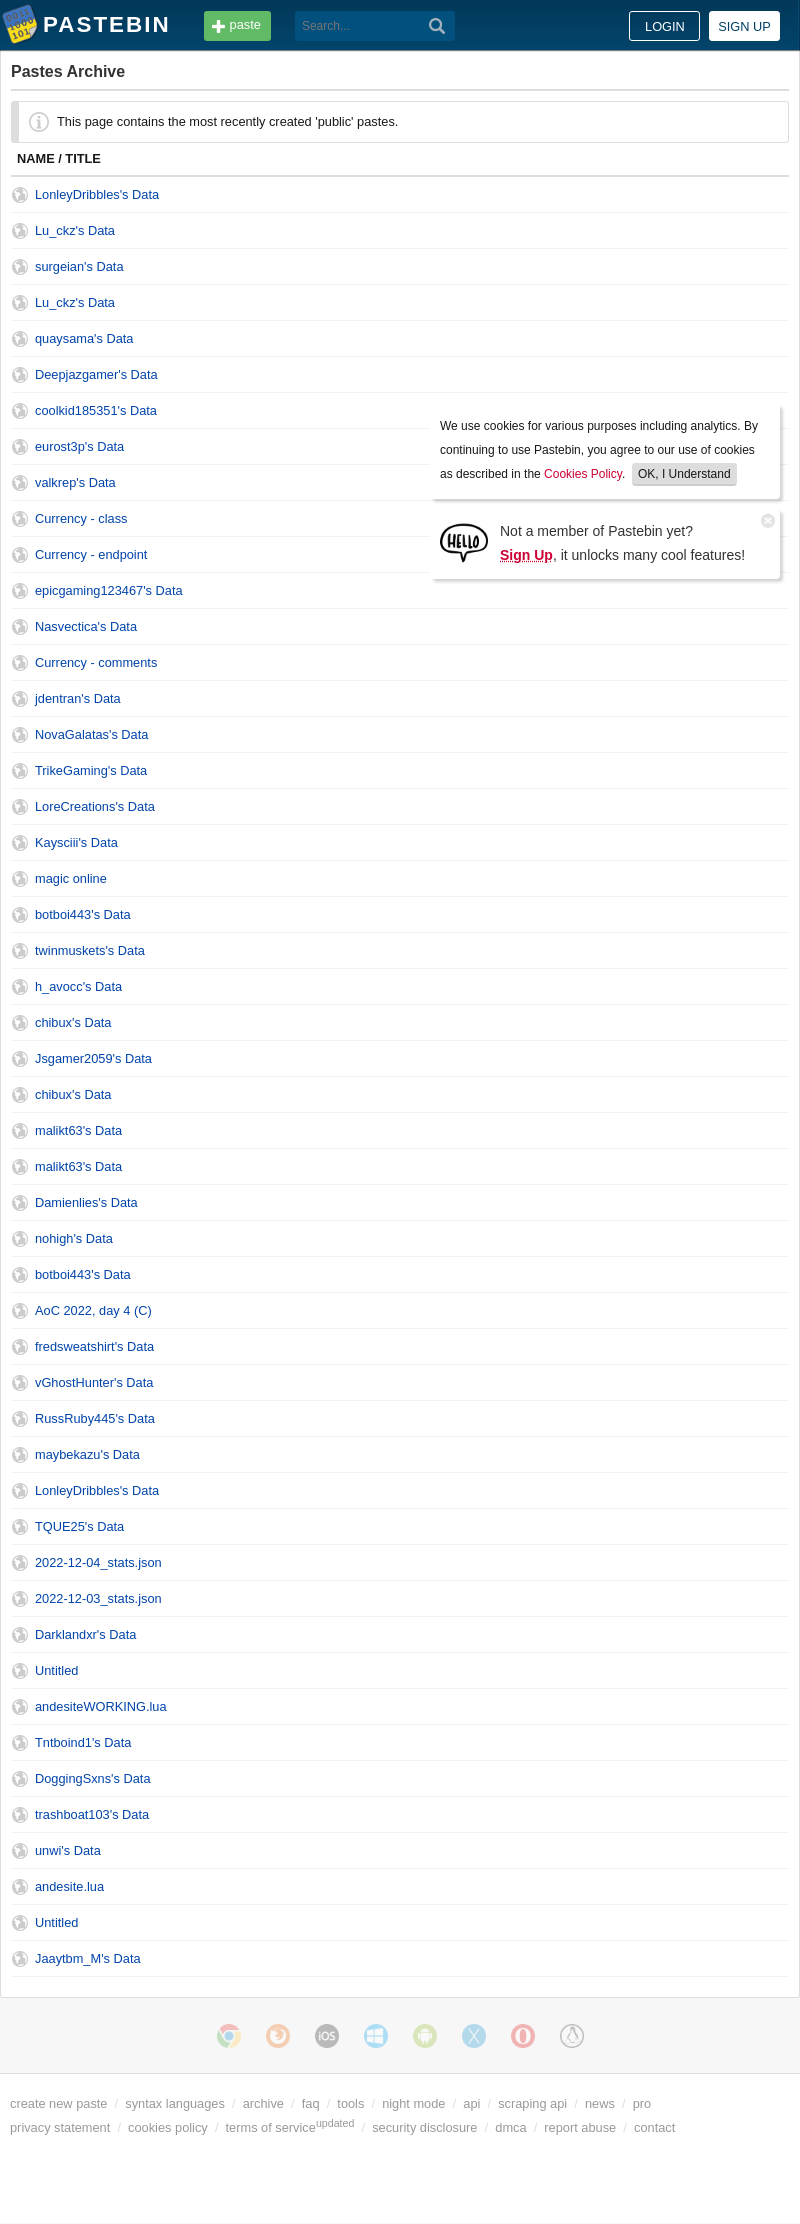 PASTEBIN paste Search... LOGIN SIGN UP
Pastes Archive
This page contains the most recently created 'public' pastes.
NAME / TITLE
LonleyDribbles's Data
Lu_ckz's Data
surgeian's Data
Lu_ckz's Data
quaysama's Data
Deepjazgamer's Data
coolkid185351's Data
eurost3p's Data
valkrep's Data
Currency - class
Currency - endpoint
We use cookies for various purposes including analytics. By
continuing to use Pastebin, you agree to our use of cookies
as described in the Cookies Policy. OK, I Understand
HELLO
Not a member of Pastebin yet?
Sign Up, it unlocks many cool features!
epicgaming123467's Data
Nasvectica's Data
Currency - comments
jdentran's Data
NovaGalatas's Data
TrikeGaming's Data
LoreCreations's Data
Kaysciii's Data
magic online
botboi443's Data
twinmuskets's Data
h_avocc's Data
chibux's Data
Jsgamer2059's Data
chibux's Data
malikt63's Data
malikt63's Data
Damienlies's Data
nohigh's Data
botboi443's Data
AoC 2022, day 4 (C)
fredsweatshirt's Data
vGhostHunter's Data
RussRuby445's Data
maybekazu's Data
LonleyDribbles's Data
TQUE25's Data
2022-12-04_stats.json
2022-12-03_stats.json
Darklandxr's Data
Untitled
andesiteWORKING.lua
Tntboind1's Data
DoggingSxns's Data
trashboat103's Data
unwi's Data
andesite.lua
Untitled
Jaaytbm_M's Data
iOS
create new paste / syntax languages / archive / faq / tools / night mode / api / scraping api / news / pro
privacy statement / cookies policy / terms of serviceupdated / security disclosure / dmca / report abuse / contact